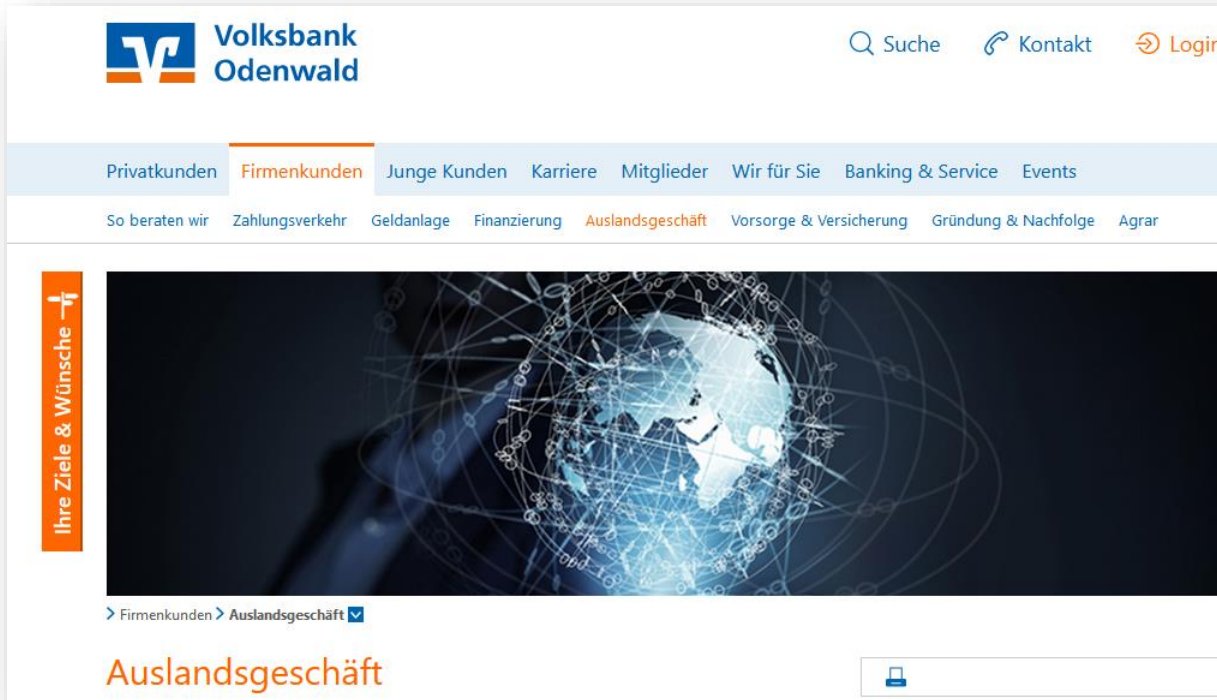 Volksbank
Odenwald
Suche Kontakt Login
Privatkunden Firmenkunden Junge Kunden Karriere Mitglieder Wir für Sie Banking & Service Events
So beraten wir Zahlungsverkehr Geldanlage Finanzierung Auslandsgeschäft Vorsorge & Versicherung Gründung & Nachfolge Agrar
Ihre Ziele & Wünsche
Firmenkunden Auslandsgeschäft
Auslandsgeschäft